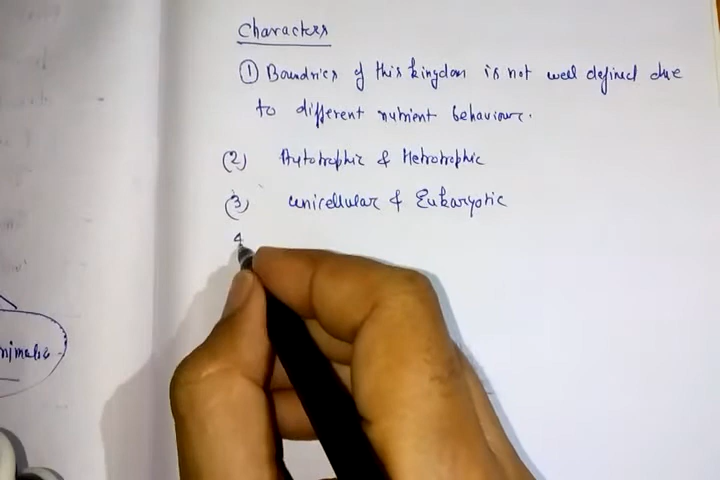 Characters
① Boundries of this kingdom is not well defined due
to different nutrient behaviour.
(2) Autotrophic & Hetrotrophic
(3) Unicellular & Eukaryotic
4
nimalia